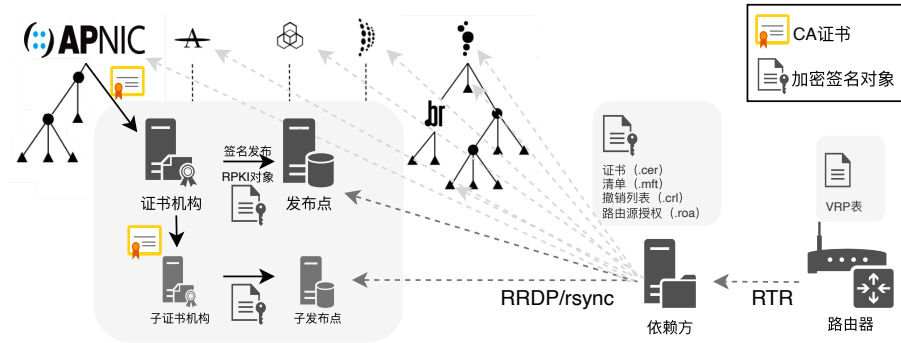 APNIC
CA证书
加密签名对象
.br
签名发布
RPKI对象
证书机构
发布点
证书（.cer）
清单（.mft）
撤销列表（.crl）
路由源授权（.roa）
VRP表
子证书机构
子发布点
RRDP/rsync
RTR
依赖方
路由器